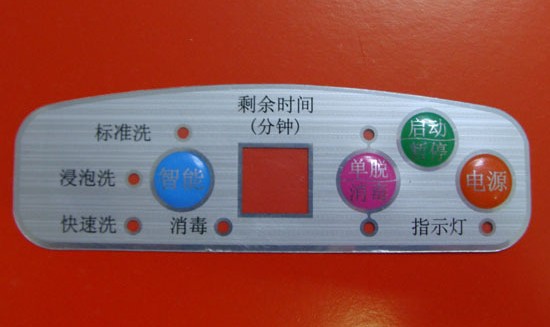 剩余时间
(分钟)
标准洗
启动
暂停
浸泡洗
智能
单脱
消毒
电源
快速洗
消毒
指示灯